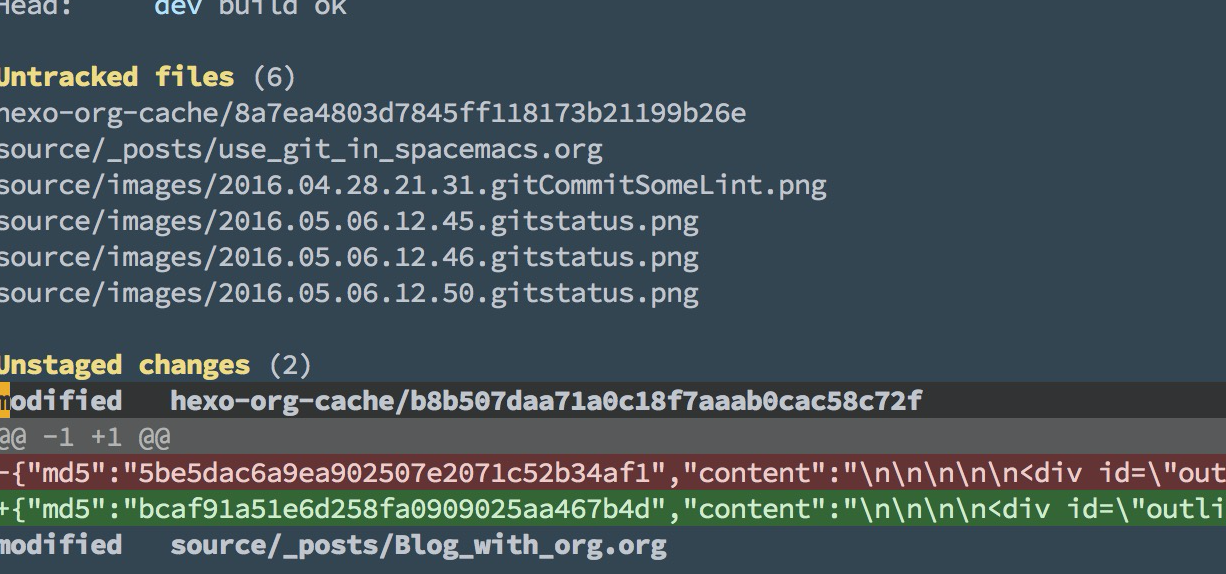 Head:     dev build ok
Untracked files (6)
hexo-org-cache/8a7ea4803d7845ff118173b21199b26e
source/_posts/use_git_in_spacemacs.org
source/images/2016.04.28.21.31.gitCommitSomeLint.png
source/images/2016.05.06.12.45.gitstatus.png
source/images/2016.05.06.12.46.gitstatus.png
source/images/2016.05.06.12.50.gitstatus.png
Unstaged changes (2)
modified   hexo-org-cache/b8b507daa71a0c18f7aaab0cac58c72f
@@ -1 +1 @@
-{"md5":"5be5dac6a9ea902507e2071c52b34af1","content":"\n\n\n\n\n<div id=\"out
+{"md5":"bcaf91a51e6d258fa0909025aa467b4d","content":"\n\n\n\n<div id=\"outli
modified   source/_posts/Blog_with_org.org